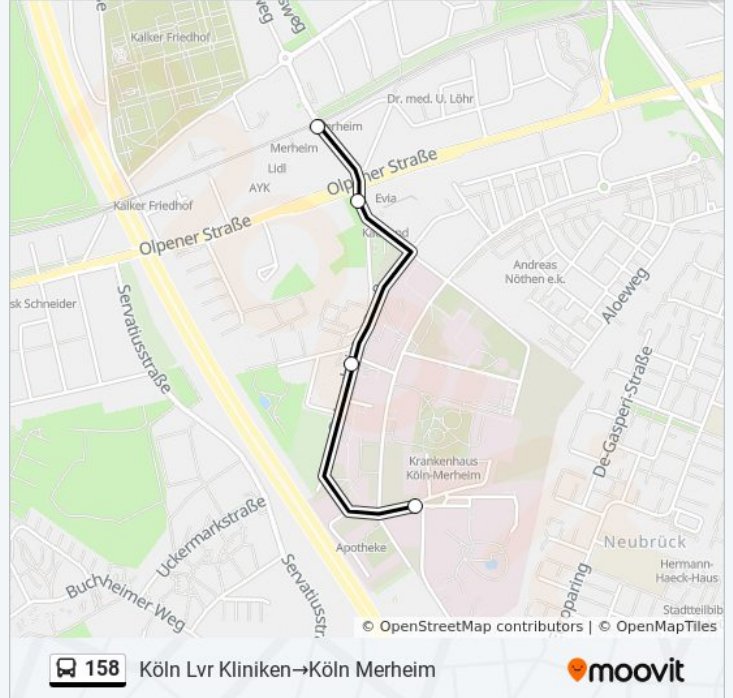 Kalker Friedhof
Dr. med. U. Löhr
Merheim
Lidl
AYK
Olpener Straße
Evia
Kalker Friedhof
Olpener Straße
Andreas
Nöthen e.k.
Aloeweg
sk Schneider
Servatiusstraße
De-Gasperi-Straße
Krankenhaus
Köln-Merheim
Uckermarkstraße
Apotheke
Neubrück
Hermann-
Haeck-Haus
Buchheimer Weg
Servatiusstr.
Stadtteilbib
© OpenStreetMap contributors | © OpenMapTiles
158 Köln Lvr Kliniken→Köln Merheim
moovit